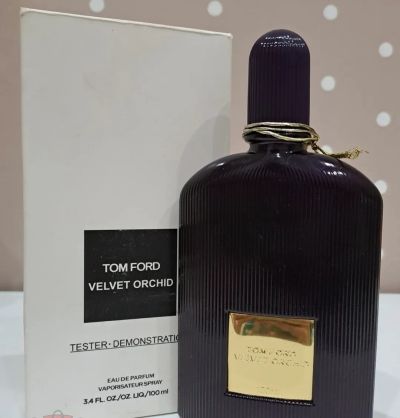 TOM FORD
VELVET ORCHID
TESTER·DEMONSTRATIO
EAU DE PARFUM
VAPORISATEUR SPRAY
3.4 FL. OZ./OZ. LIQ/100 ml
TOM FORD
VELVET ORCHID